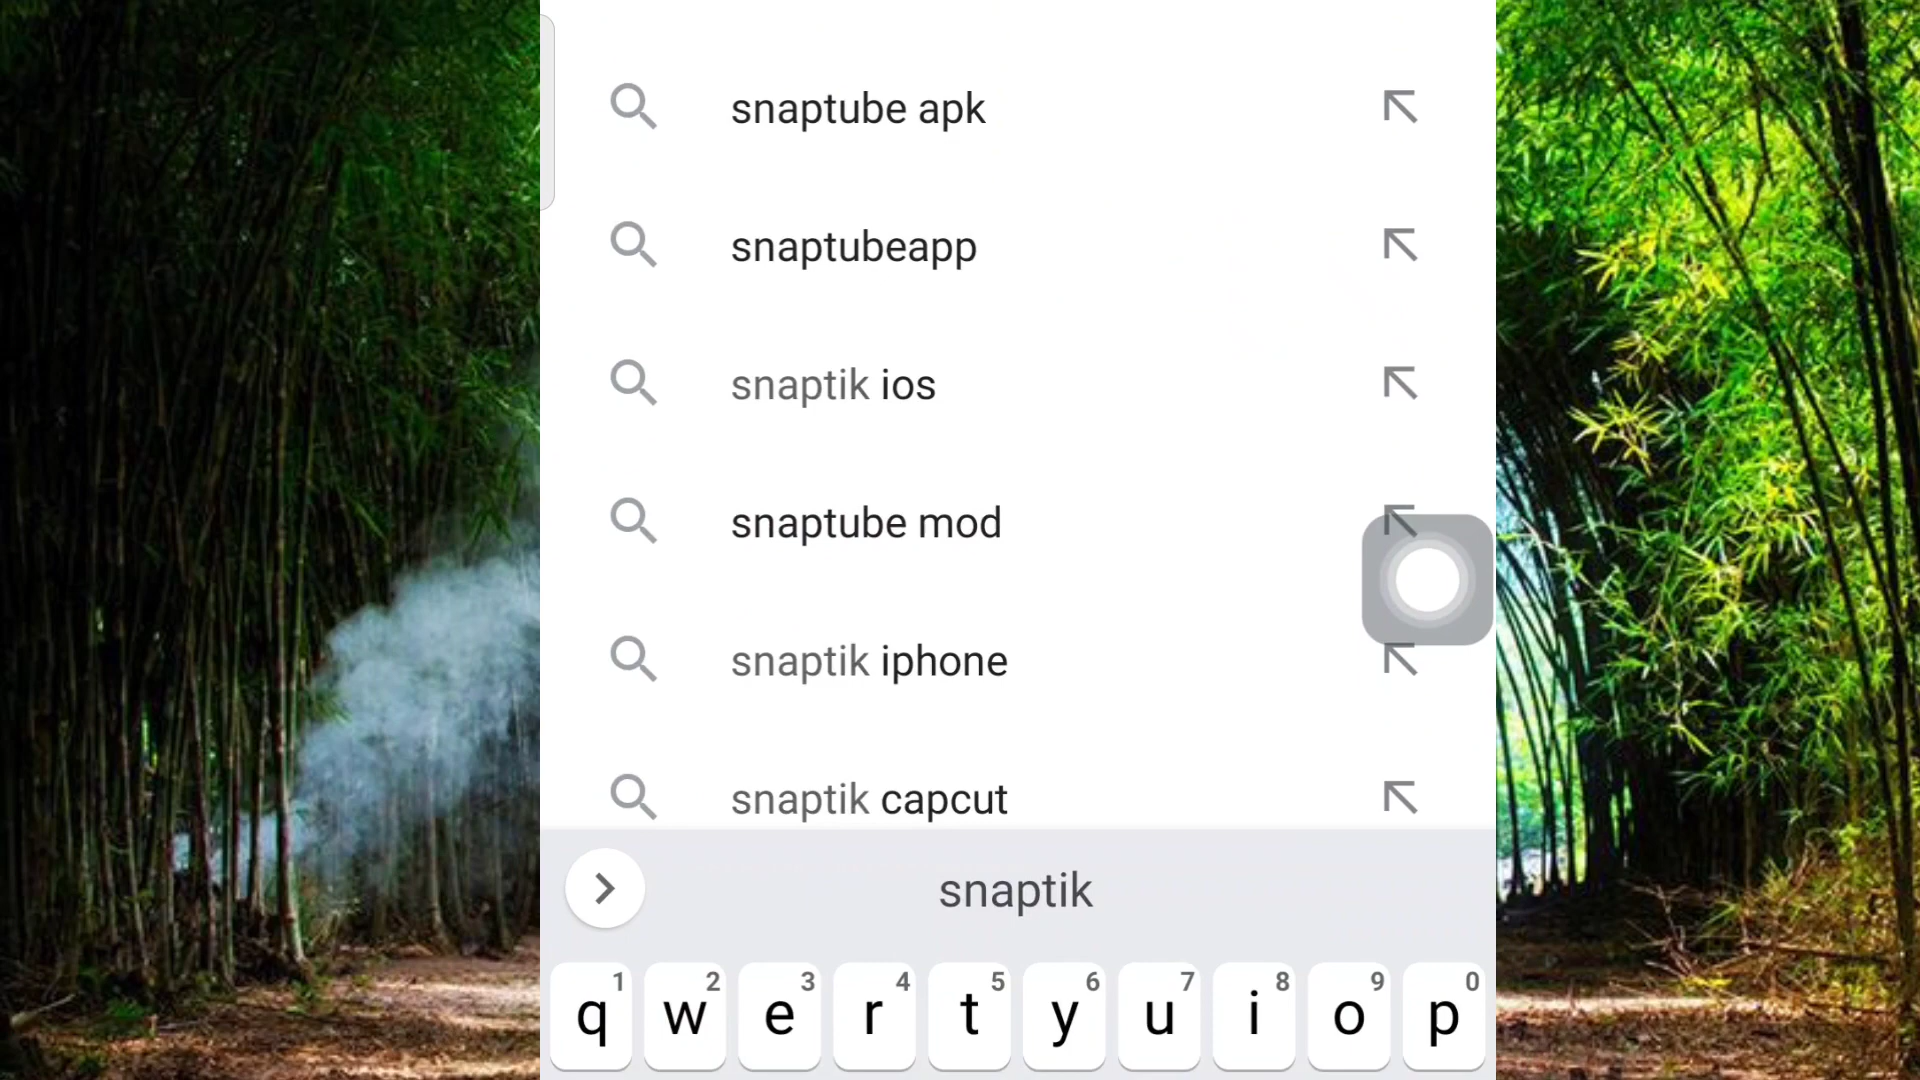 snaptube apk
snaptubeapp
snaptik ios
snaptube mod
snaptik iphone
snaptik capcut
snaptik
1 2 3 4 5 6 7 8 9 0
q w e r t y u i o p